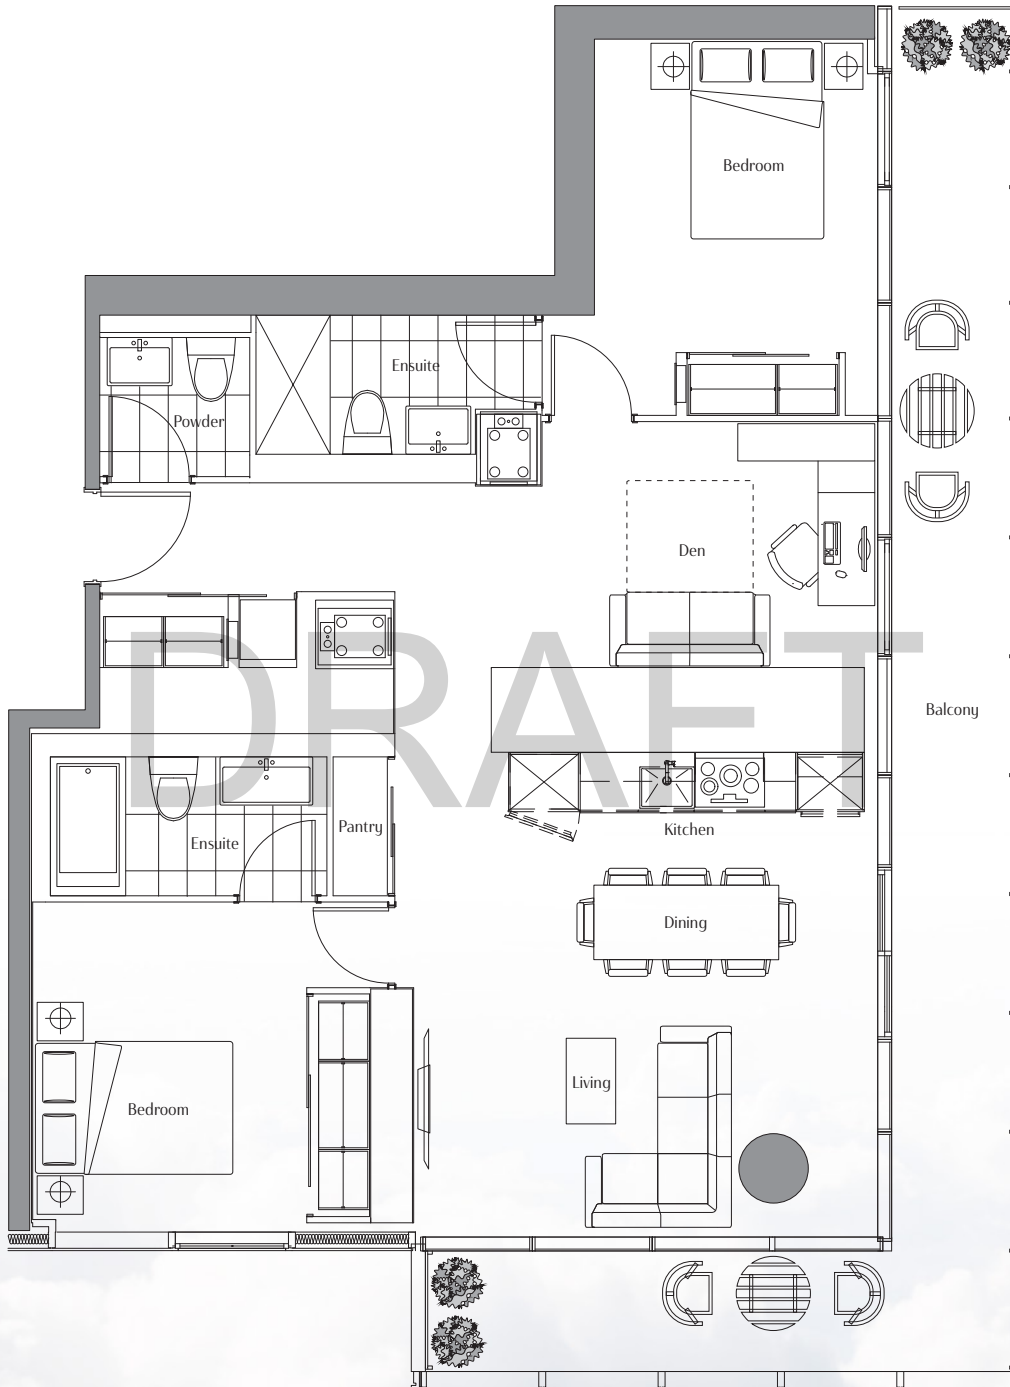 Bedroom
Ensuite
Powder
Den
DRAFT
Balcony
Pantry
Kitchen
Ensuite
Dining
Living
Bedroom